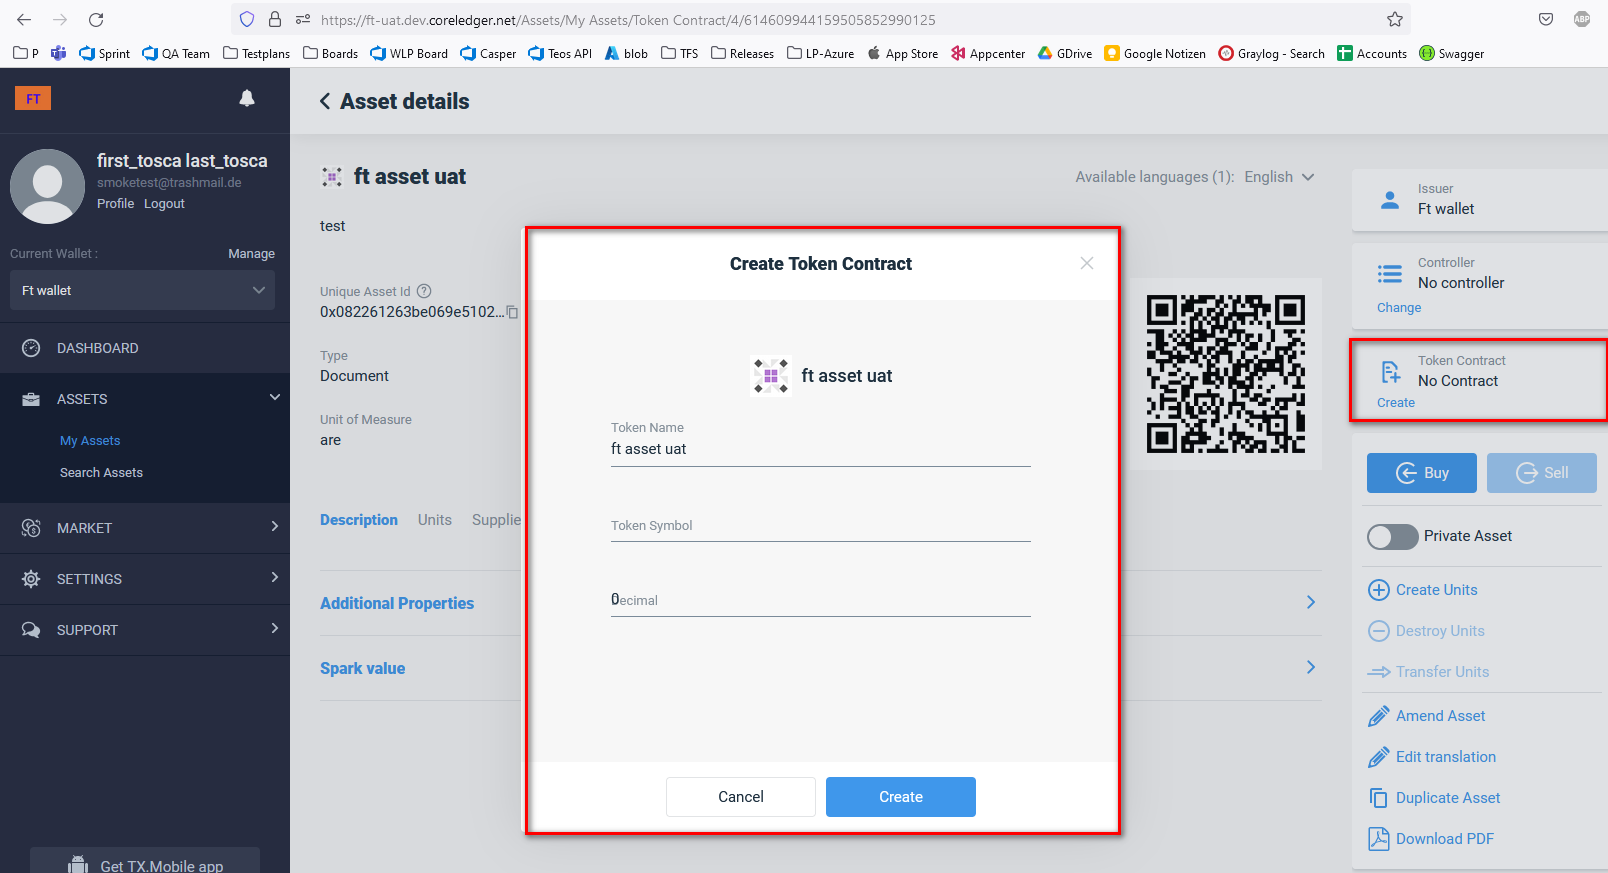 https://ft-uat.dev.coreledger.net/Assets/My Assets/Token Contract/4/614609944159505852990125
ABP
P Sprint QA Team Testplans Boards WLP Board Casper Teos API blob TFS Releases LP-Azure App Store Appcenter GDrive Google Notizen Graylog - Search Accounts Swagger
FT
first_tosca last_tosca
smoketest@trashmail.de
Profile Logout
Current Wallet : Manage
Ft wallet
DASHBOARD
ASSETS
My Assets
Search Assets
MARKET
SETTINGS
SUPPORT
Get TX.Mobile app
Asset details
ft asset uat
Available languages (1): English
test
Unique Asset Id ?
0x082261263be069e5102...
Type
Document
Unit of Measure
are
Description Units Supplie
Additional Properties
Spark value
Create Token Contract
ft asset uat
Token Name
ft asset uat
Token Symbol
0
Decimal
Cancel Create
Issuer
Ft wallet
Controller
No controller
Change
Token Contract
No Contract
Create
Buy Sell
Private Asset
Create Units
Destroy Units
Transfer Units
Amend Asset
Edit translation
Duplicate Asset
Download PDF